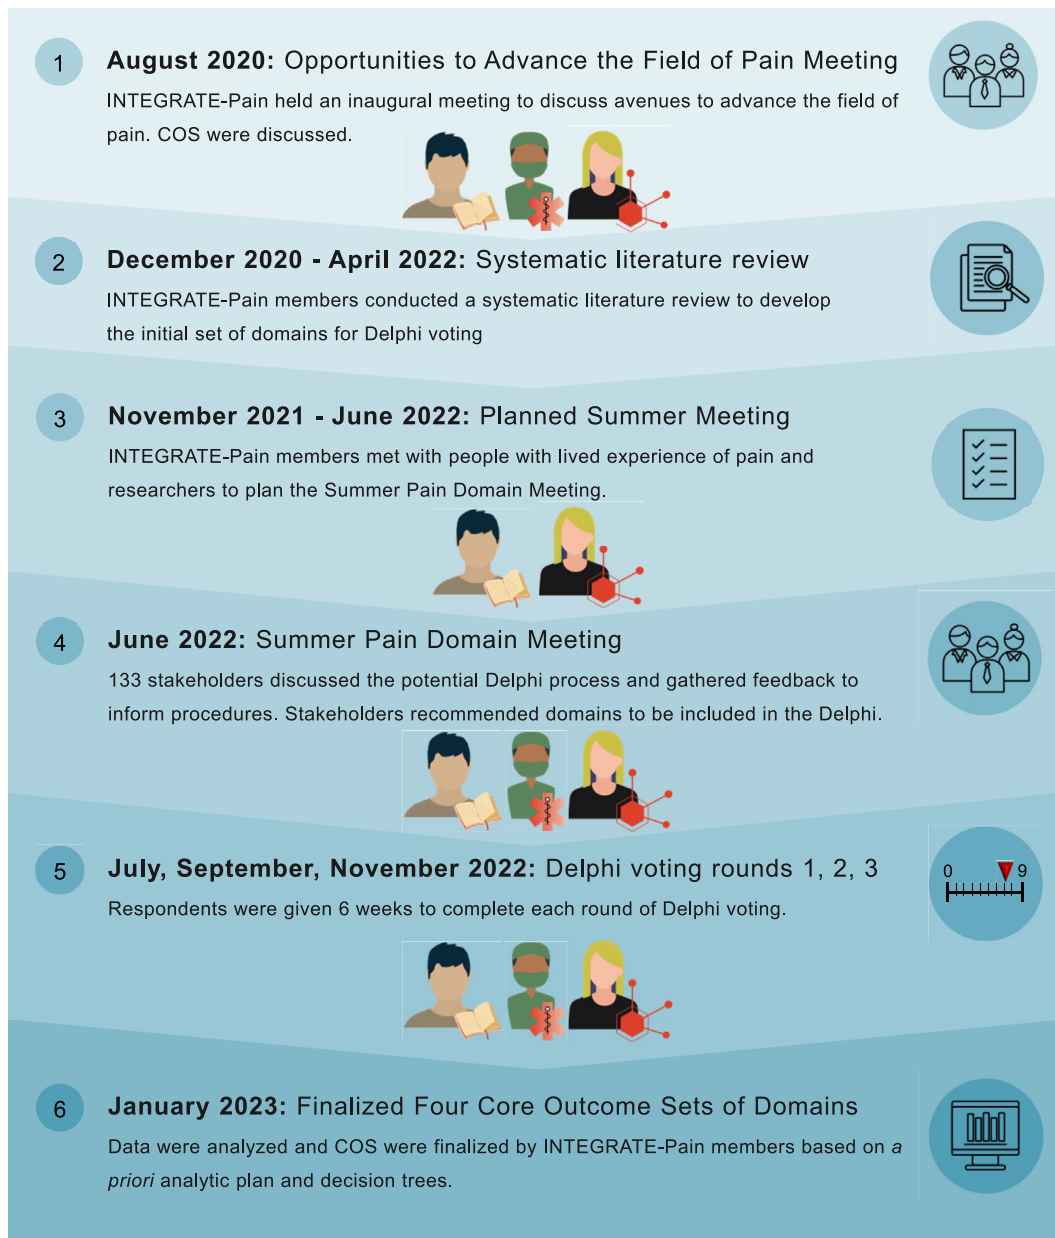 1
August 2020: Opportunities to Advance the Field of Pain Meeting
INTEGRATE-Pain held an inaugural meeting to discuss avenues to advance the field of
pain. COS were discussed.
2
December 2020 - April 2022: Systematic literature review
INTEGRATE-Pain members conducted a systematic literature review to develop
the initial set of domains for Delphi voting
3
November 2021 - June 2022: Planned Summer Meeting
INTEGRATE-Pain members met with people with lived experience of pain and
researchers to plan the Summer Pain Domain Meeting.
4
June 2022: Summer Pain Domain Meeting
133 stakeholders discussed the potential Delphi process and gathered feedback to
inform procedures. Stakeholders recommended domains to be included in the Delphi.
5
July, September, November 2022: Delphi voting rounds 1, 2, 3
Respondents were given 6 weeks to complete each round of Delphi voting.
0 9
6
January 2023: Finalized Four Core Outcome Sets of Domains
Data were analyzed and COS were finalized by INTEGRATE-Pain members based on a
priori analytic plan and decision trees.